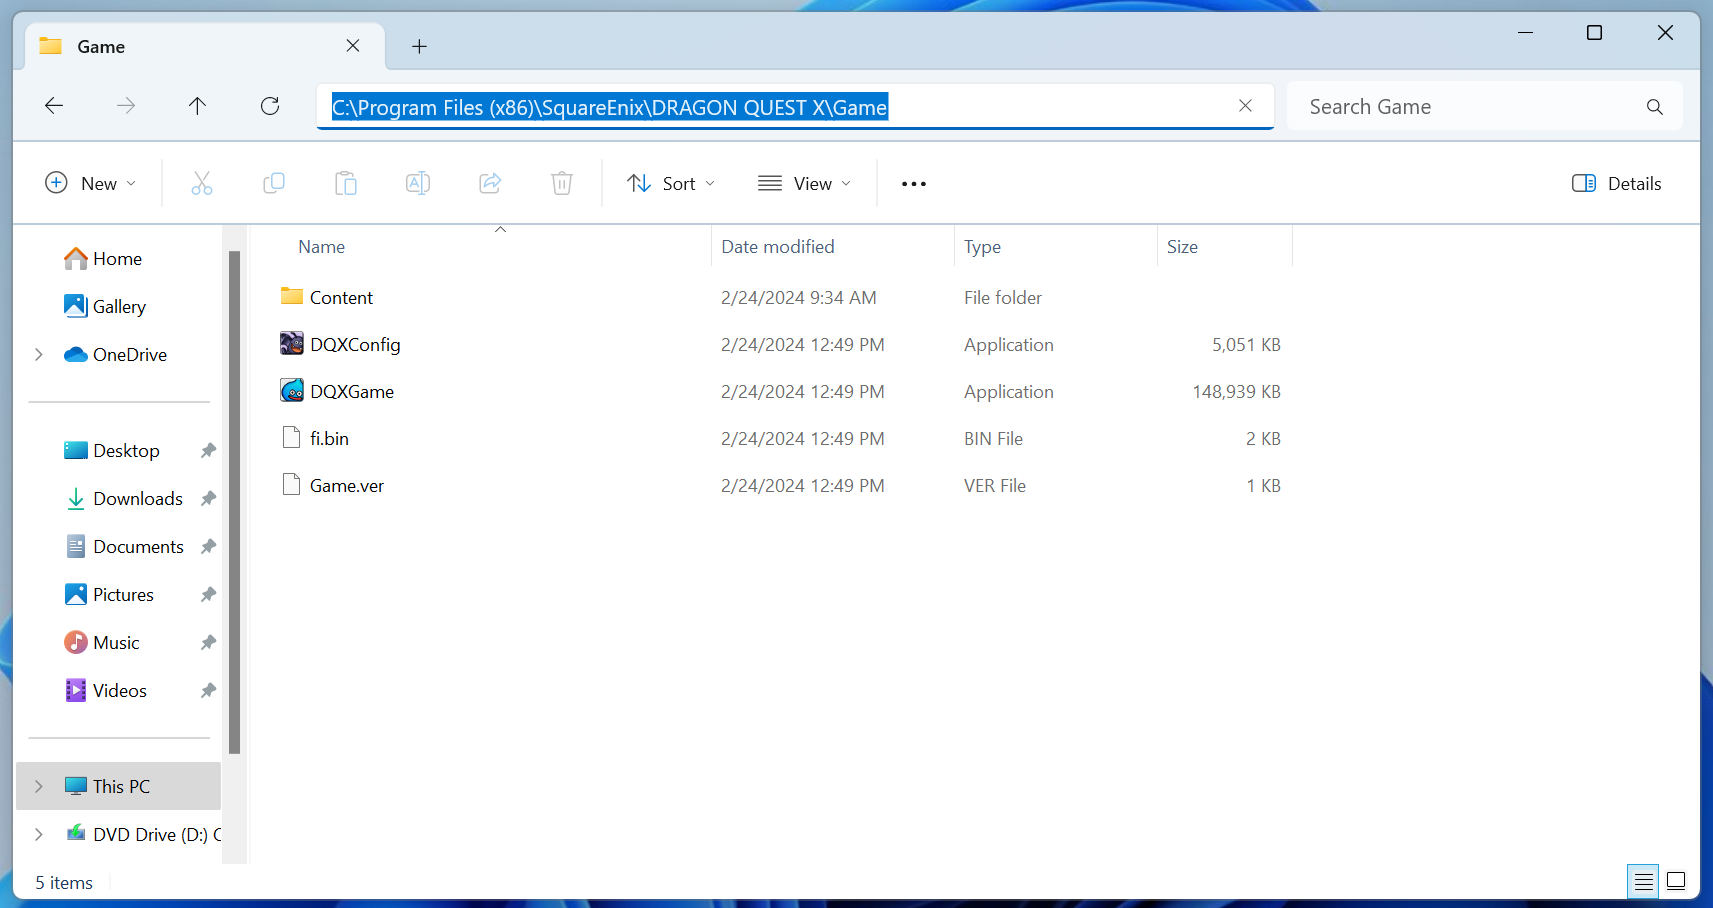 Game
C:\Program Files (x86)\SquareEnix\DRAGON QUEST X\Game
Search Game
New
Sort
View
Details
Home
Gallery
OneDrive
Desktop
Downloads
Documents
Pictures
Music
Videos
This PC
DVD Drive (D:) C
Name Date modified Type Size
Content 2/24/2024 9:34 AM File folder
DQXConfig 2/24/2024 12:49 PM Application 5,051 KB
DQXGame 2/24/2024 12:49 PM Application 148,939 KB
fi.bin 2/24/2024 12:49 PM BIN File 2 KB
Game.ver 2/24/2024 12:49 PM VER File 1 KB
5 items